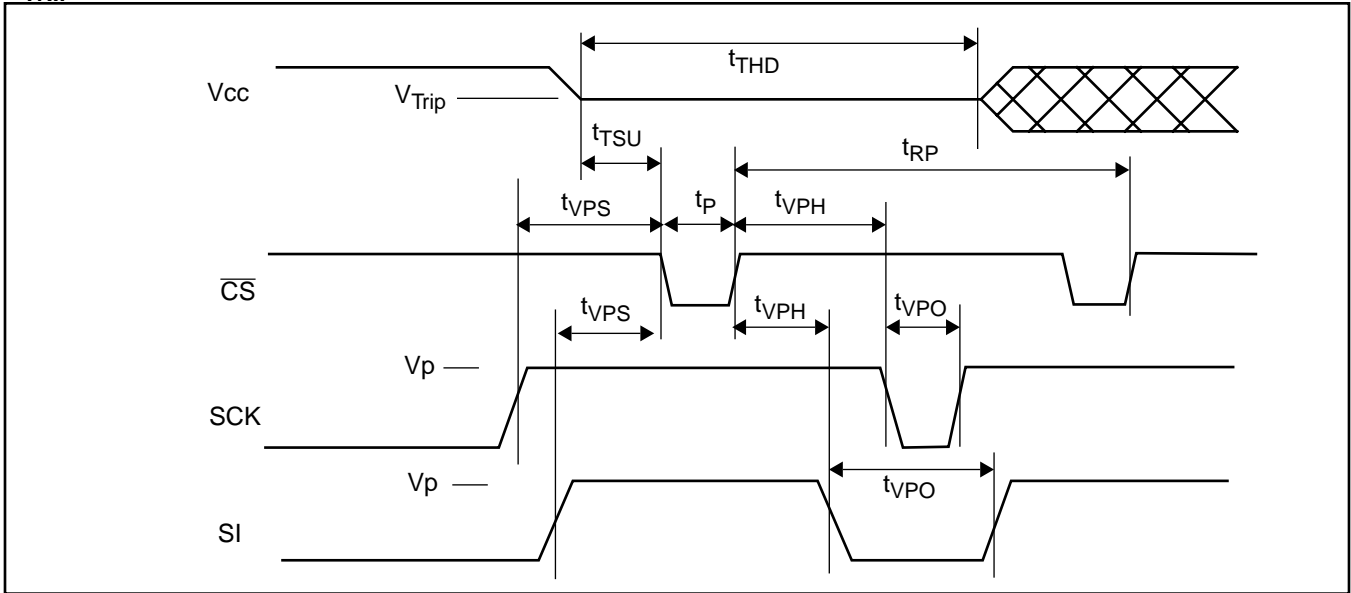 tTHD
Vcc
VTrip
tTSU
tRP
tVPS
tP
tVPH
CS
tVPS
tVPH
tVPO
Vp
SCK
Vp
tVPO
SI